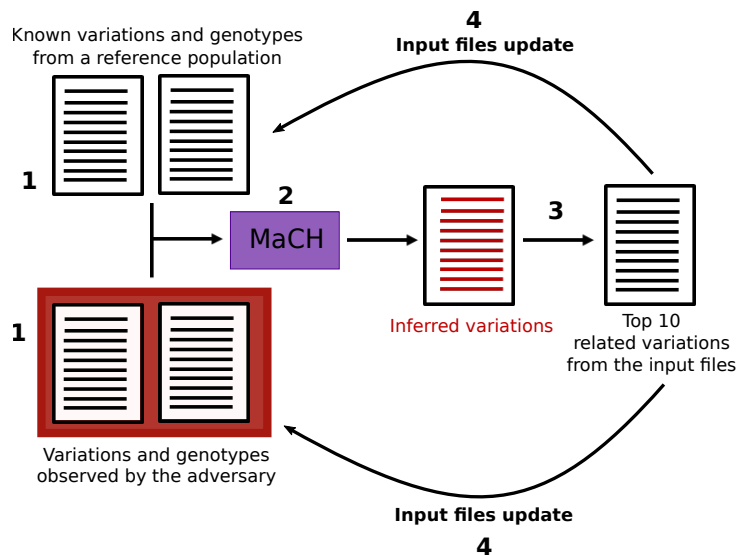 4
Input files update
Known variations and genotypes
from a reference population
1
2
MaCH
3
Inferred variations
Top 10
related variations
from the input files
1
Variations and genotypes
observed by the adversary
Input files update
4